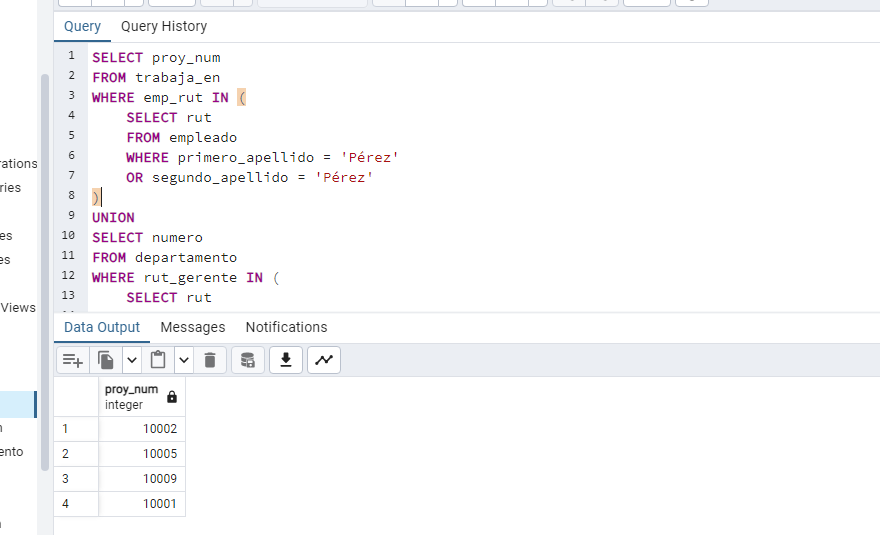 Query Query History
1 SELECT proy_num
2 FROM trabaja_en
3 WHERE emp_rut IN (
4 SELECT rut
5 FROM empleado
6 WHERE primero_apellido = 'Pérez'
7 OR segundo_apellido = 'Pérez'
8 )
9 UNION
10 SELECT numero
11 FROM departamento
12 WHERE rut_gerente IN (
13 SELECT rut
rations
ries
es
es
Views
ento
Data Output Messages Notifications
proy_num
integer
1 10002
2 10005
3 10009
4 10001